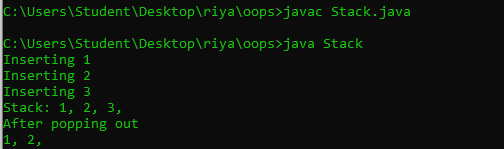 C:\Users\Student\Desktop\riya\oops>javac Stack.java
C:\Users\Student\Desktop\riya\oops>java Stack
Inserting 1
Inserting 2
Inserting 3
Stack: 1, 2, 3,
After popping out
1, 2,